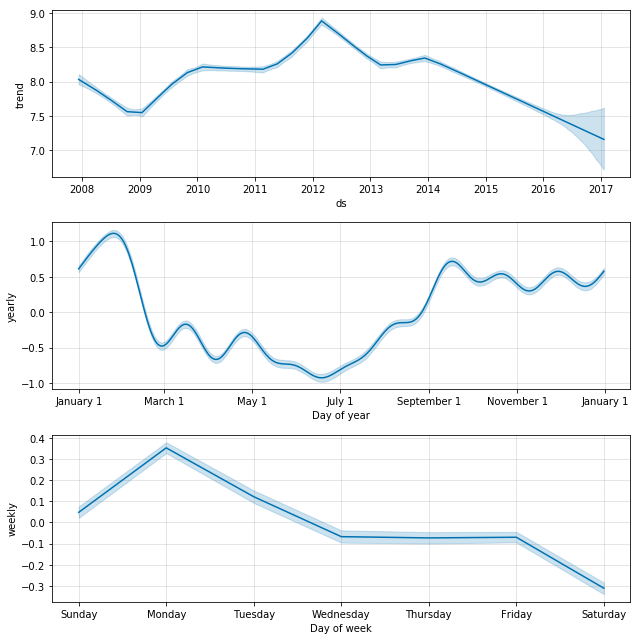 trend
9.0
8.5
8.0
7.5
7.0
2008 2009 2010 2011 2012 2013 2014 2015 2016 2017
ds
yearly
1.0
0.5
0.0
−0.5
−1.0
January 1 March 1 May 1 July 1 September 1 November 1 January 1
Day of year
weekly
0.4
0.3
0.2
0.1
0.0
−0.1
−0.2
−0.3
Sunday Monday Tuesday Wednesday Thursday Friday Saturday
Day of week